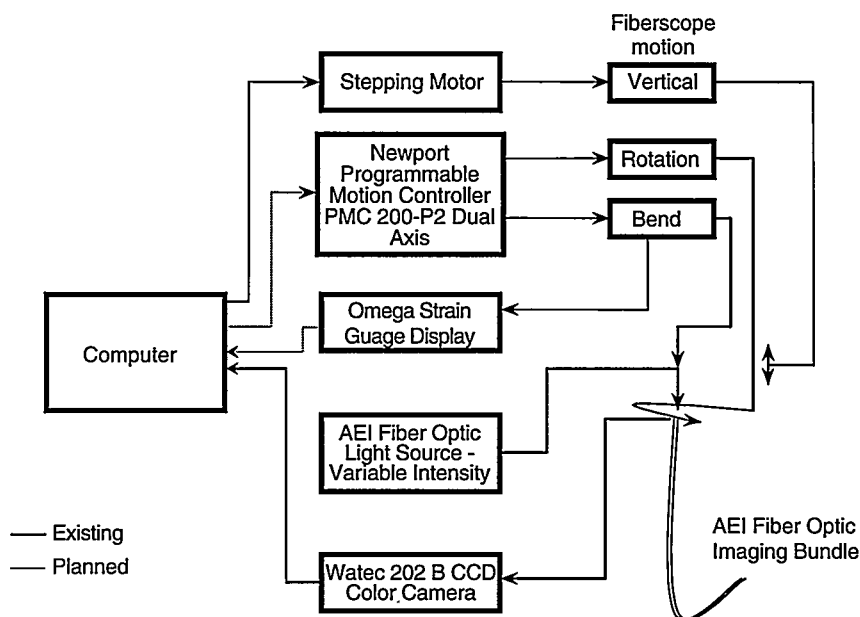 Fiberscope
motion
Stepping Motor
Vertical
Newport
Programmable
Motion Controller
PMC 200-P2 Dual
Axis
Rotation
Bend
Computer
Omega Strain
Guage Display
AEI Fiber Optic
Light Source -
Variable Intensity
Existing
Planned
Watec 202 B CCD
Color Camera
AEI Fiber Optic
Imaging Bundle